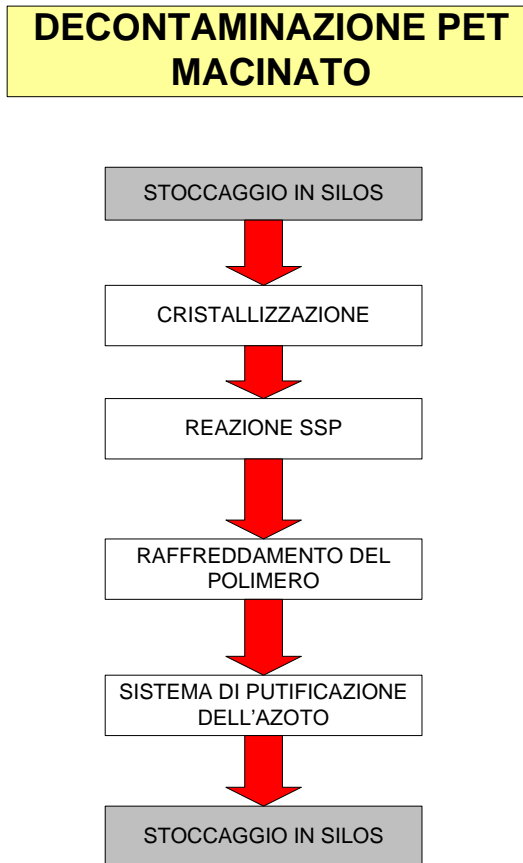 DECONTAMINAZIONE PET
MACINATO
STOCCAGGIO IN SILOS
CRISTALLIZZAZIONE
REAZIONE SSP
RAFFREDDAMENTO DEL
POLIMERO
SISTEMA DI PUTIFICAZIONE
DELL'AZOTO
STOCCAGGIO IN SILOS